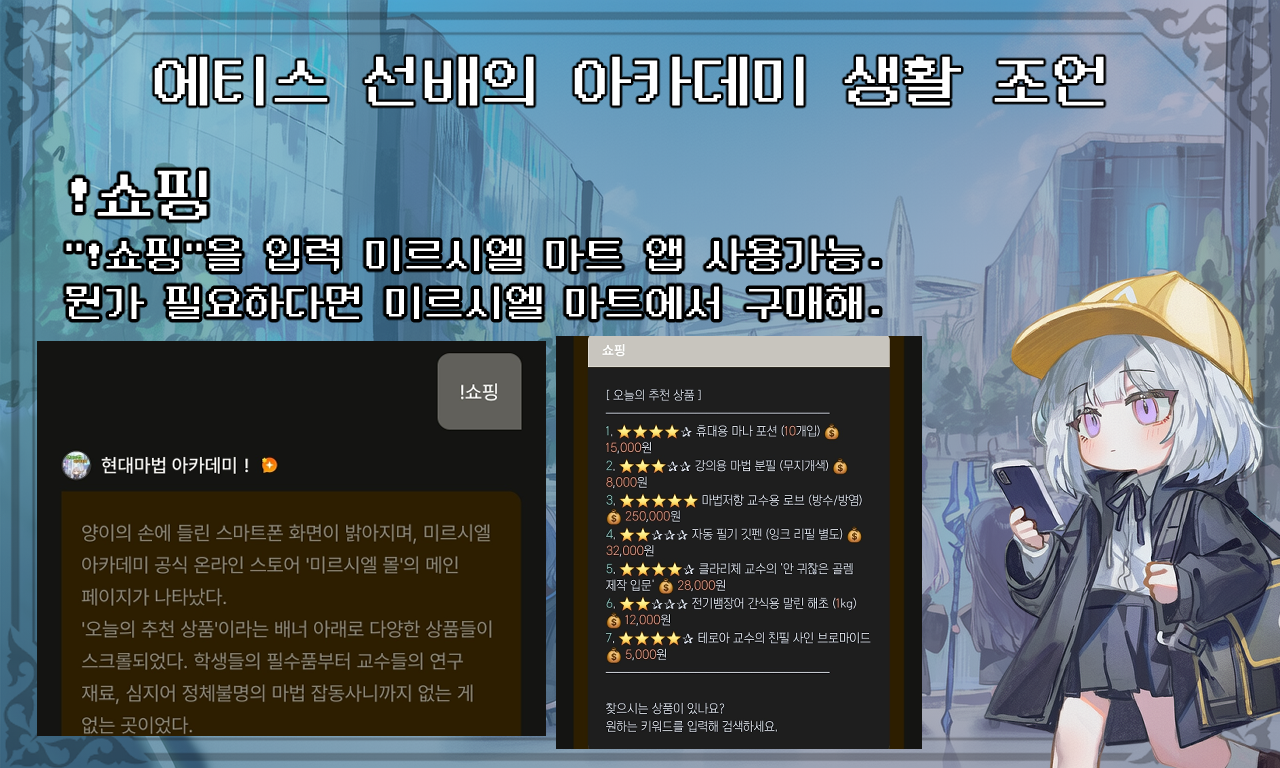 에티스 선배의 아카데미 생활 조언
!쇼핑
"!쇼핑"을 입력 미르시엘 마트 앱 사용가능.
뭔가 필요하다면 미르시엘 마트에서 구매해.
!쇼핑
현대마법 아카데미 !
양이의 손에 들린 스마트폰 화면이 밝아지며, 미르시엘
아카데미 공식 온라인 스토어 '미르시엘 몰'의 메인
페이지가 나타났다.
'오늘의 추천 상품'이라는 배너 아래로 다양한 상품들이
스크롤되었다. 학생들의 필수품부터 교수들의 연구
재료, 심지어 정체불명의 마법 잡동사니까지 없는 게
없는 곳이었다.
쇼핑
[ 오늘의 추천 상품 ]
1. ⭐⭐⭐⭐✰ 휴대용 마나 포션 (10개입) 💰
15,000원
2. ⭐⭐⭐✰✰ 강의용 마법 분필 (무지개색) 💰
8,000원
3. ⭐⭐⭐⭐⭐ 마법저항 교수용 로브 (방수/방염)
💰 250,000원
4. ⭐⭐✰✰✰ 자동 필기 깃펜 (잉크 리필 별도) 💰
32,000원
5. ⭐⭐⭐⭐✰ 클라리체 교수의 '안 귀찮은 골렘
제작 입문' 💰 28,000원
6. ⭐⭐✰✰✰ 전기뱀장어 간식용 말린 해초 (1kg)
💰 12,000원
7. ⭐⭐⭐⭐✰ 테로아 교수의 친필 사인 브로마이드
💰 5,000원
찾으시는 상품이 있나요?
원하는 키워드를 입력해 검색하세요.